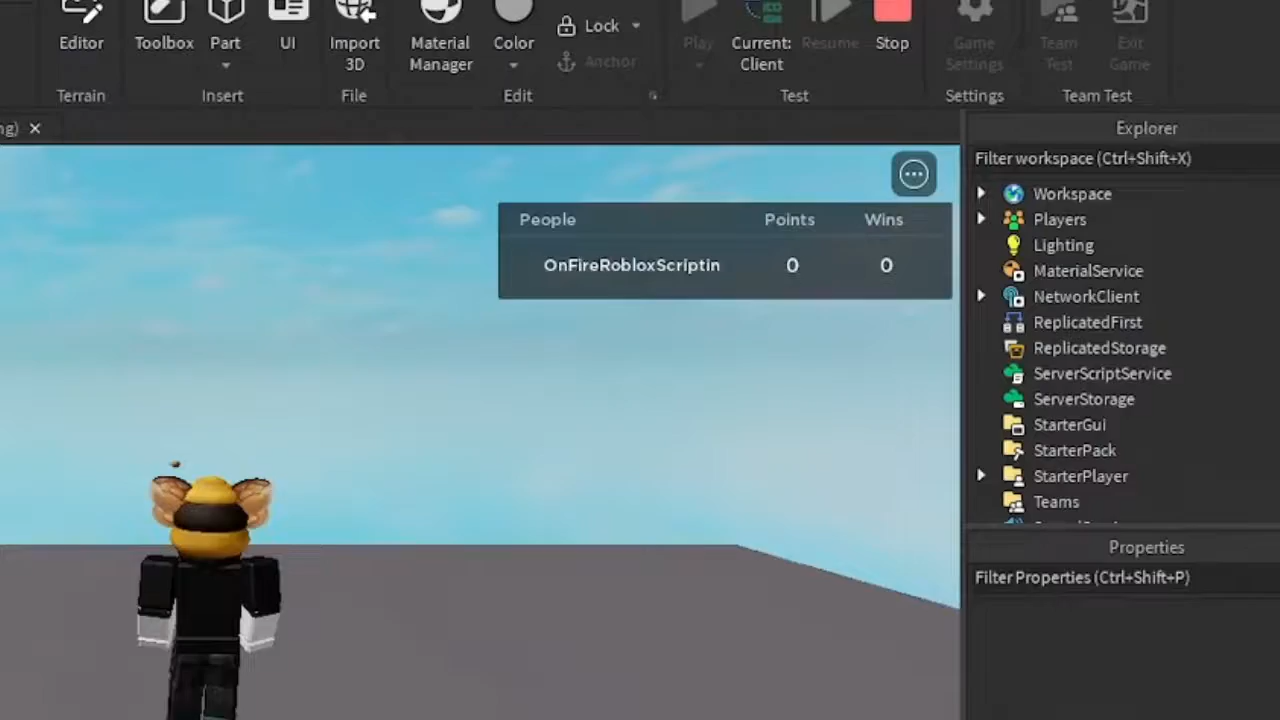 Editor
Toolbox
Part
UI
Import
3D
Material
Manager
Color
Lock
Anchor
Play
Current:
Client
Resume
Stop
Game
Settings
Team
Test
Exit
Game
Terrain
Insert
File
Edit
Test
Settings
Team Test
ng) ×
Explorer
Filter workspace (Ctrl+Shift+X)
Workspace
Players
Lighting
MaterialService
NetworkClient
ReplicatedFirst
ReplicatedStorage
ServerScriptService
ServerStorage
StarterGui
StarterPack
StarterPlayer
Teams
People Points Wins
OnFireRobloxScriptin 0 0
Properties
Filter Properties (Ctrl+Shift+P)